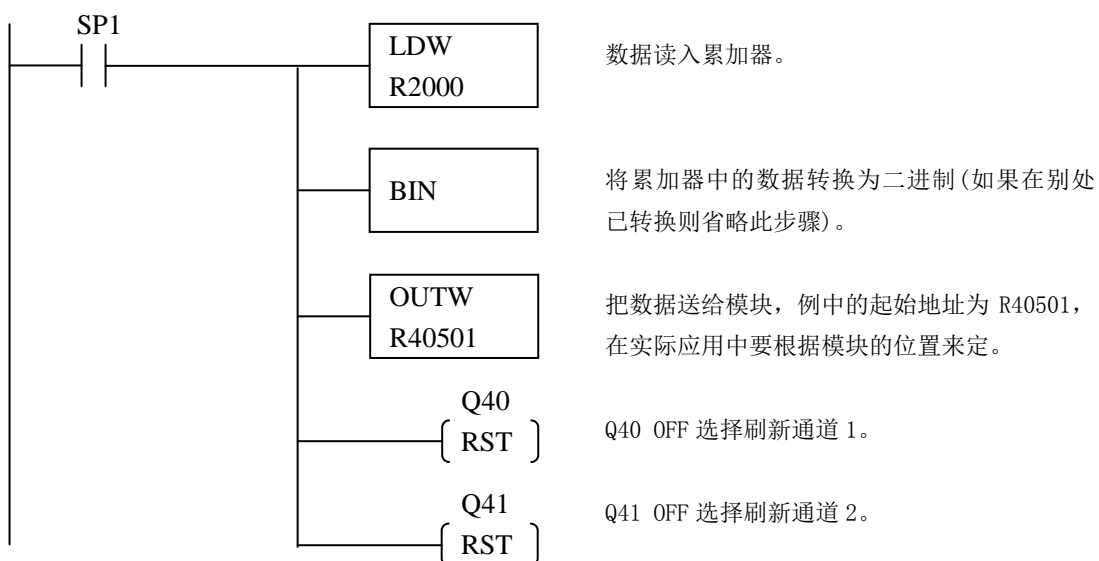 SP1
LDW
R2000
数据读入累加器。
BIN
将累加器中的数据转换为二进制(如果在别处
已转换则省略此步骤)。
OUTW
R40501
把数据送给模块，例中的起始地址为 R40501，
在实际应用中要根据模块的位置来定。
Q40
RST
Q40 OFF 选择刷新通道 1。
Q41
RST
Q41 OFF 选择刷新通道 2。